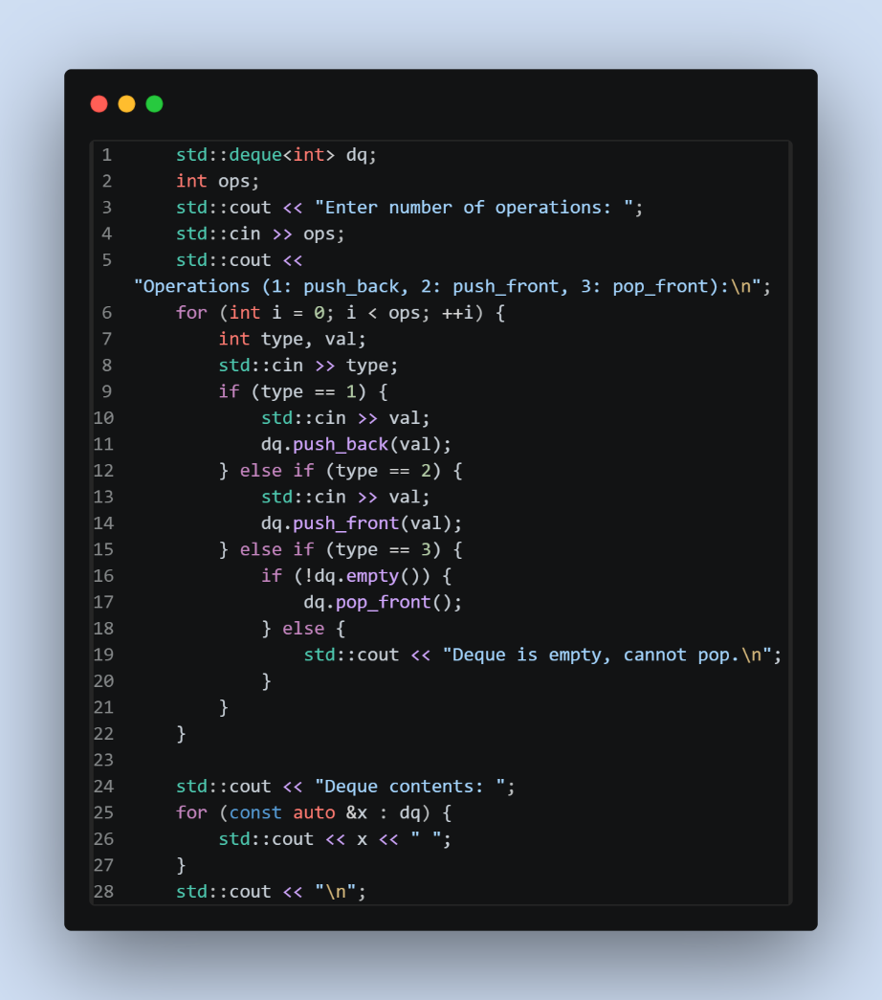 1 std::deque<int> dq;
2 int ops;
3 std::cout << "Enter number of operations: ";
4 std::cin >> ops;
5 std::cout <<
"Operations (1: push_back, 2: push_front, 3: pop_front):\n";
6 for (int i = 0; i < ops; ++i) {
7 int type, val;
8 std::cin >> type;
9 if (type == 1) {
10 std::cin >> val;
11 dq.push_back(val);
12 } else if (type == 2) {
13 std::cin >> val;
14 dq.push_front(val);
15 } else if (type == 3) {
16 if (!dq.empty()) {
17 dq.pop_front();
18 } else {
19 std::cout << "Deque is empty, cannot pop.\n";
20 }
21 }
22 }
23
24 std::cout << "Deque contents: ";
25 for (const auto &x : dq) {
26 std::cout << x << " ";
27 }
28 std::cout << "\n";